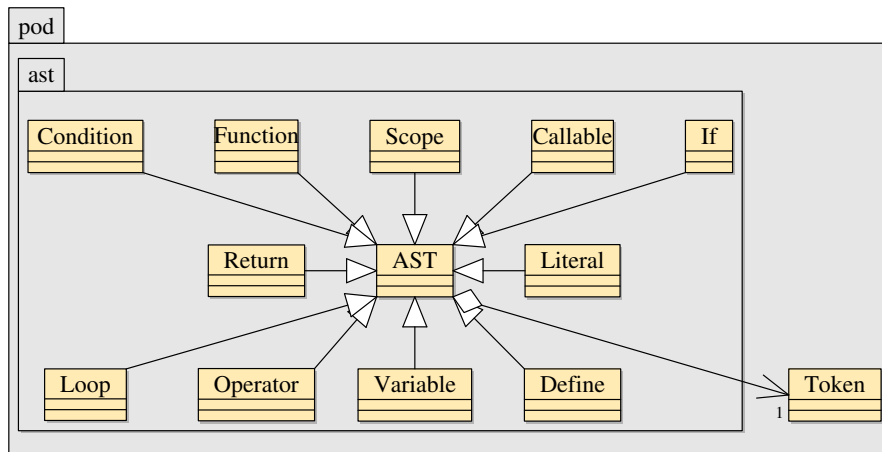 pod
ast
Condition
Function
Scope
Callable
If
Return
AST
Literal
Loop
Operator
Variable
Define
Token
1